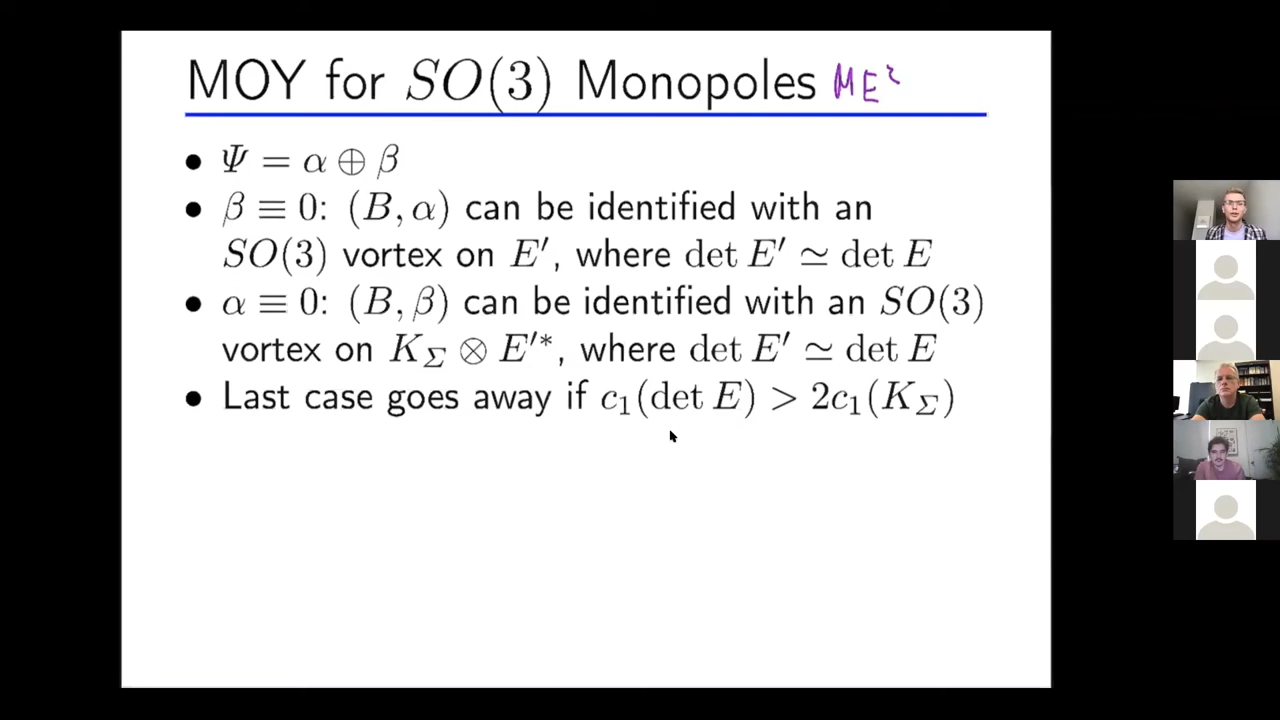 MOY for SO(3) Monopoles ME²
• Ψ = α ⊕ β
• β ≡ 0: (B, α) can be identified with an
SO(3) vortex on E′, where det E′ ≃ det E
• α ≡ 0: (B, β) can be identified with an SO(3)
vortex on K_Σ ⊗ E′*, where det E′ ≃ det E
• Last case goes away if c₁(det E) > 2c₁(K_Σ)